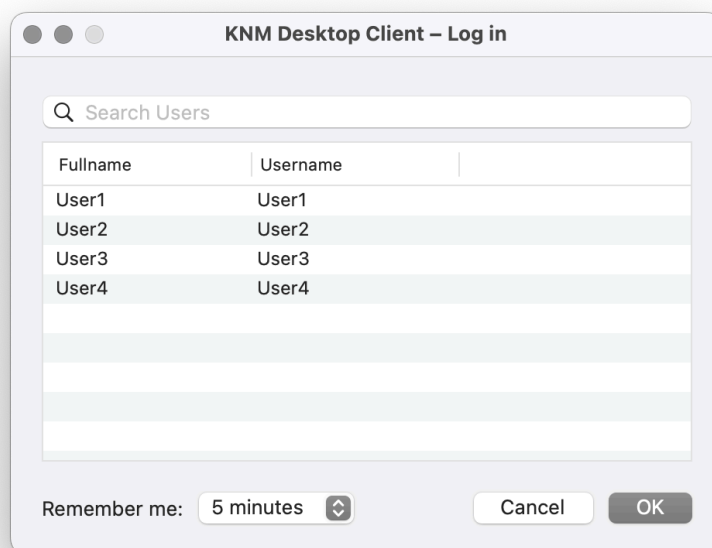 KNM Desktop Client – Log in
Search Users
Fullname Username
User1 User1
User2 User2
User3 User3
User4 User4
Remember me: 5 minutes Cancel OK